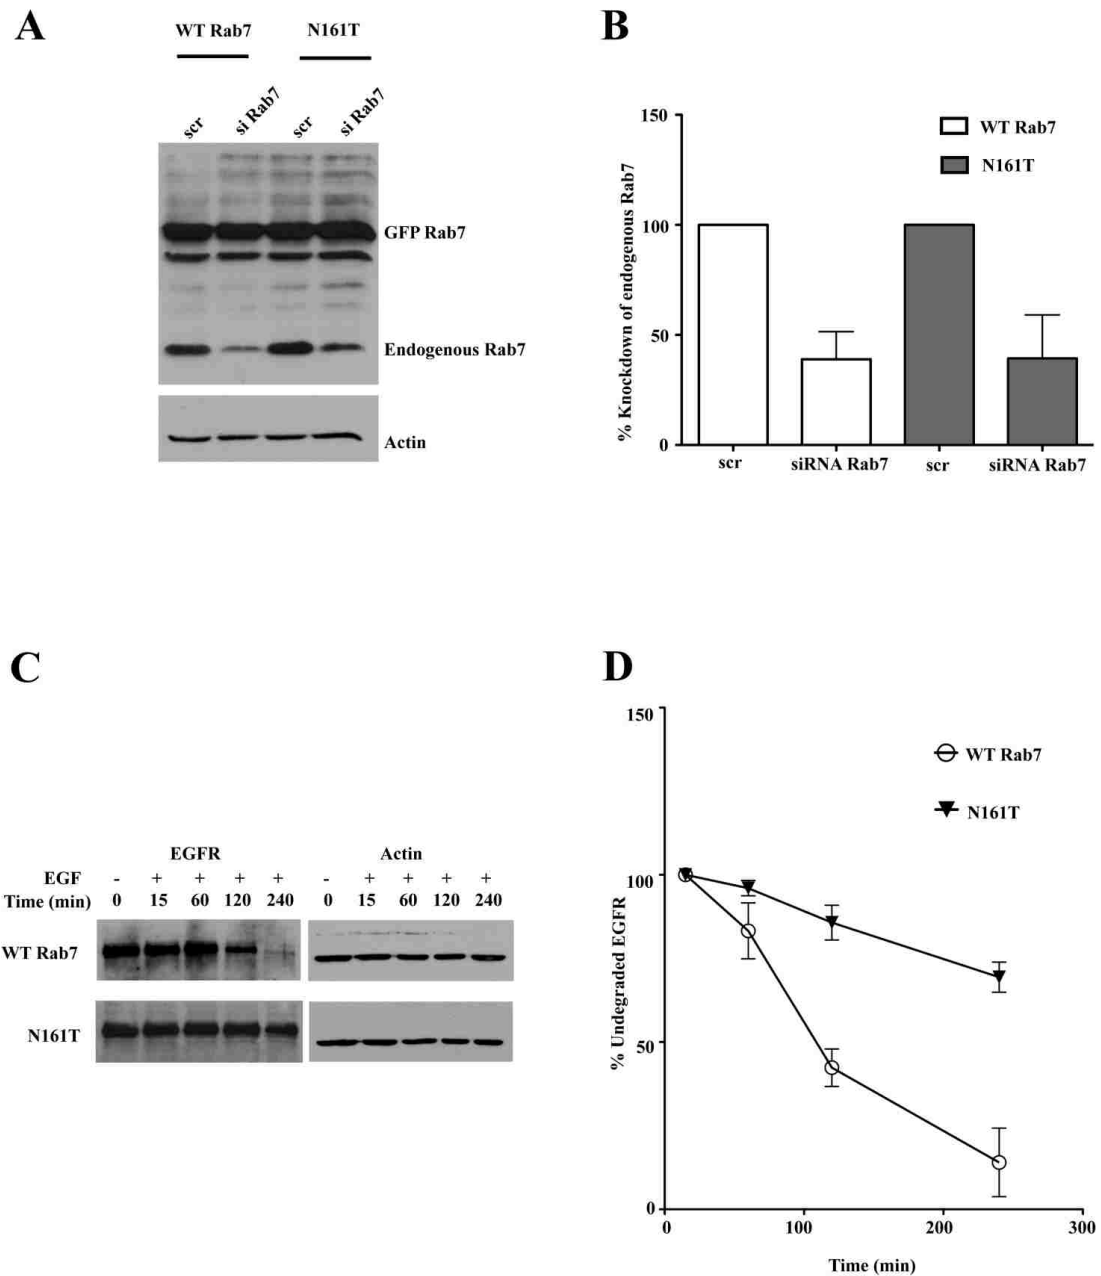 A
WT Rab7 N161T
scr si Rab7 scr si Rab7
GFP Rab7
Endogenous Rab7
Actin
B
% Knockdown of endogenous Rab7
150
100
50
0
WT Rab7
N161T
scr siRNA Rab7 scr siRNA Rab7
C
EGFR Actin
EGF - + + + + - + + + +
Time (min) 0 15 60 120 240 0 15 60 120 240
WT Rab7
N161T
D
% Undegraded EGFR
150
100
50
0
WT Rab7
N161T
0 100 200 300
Time (min)